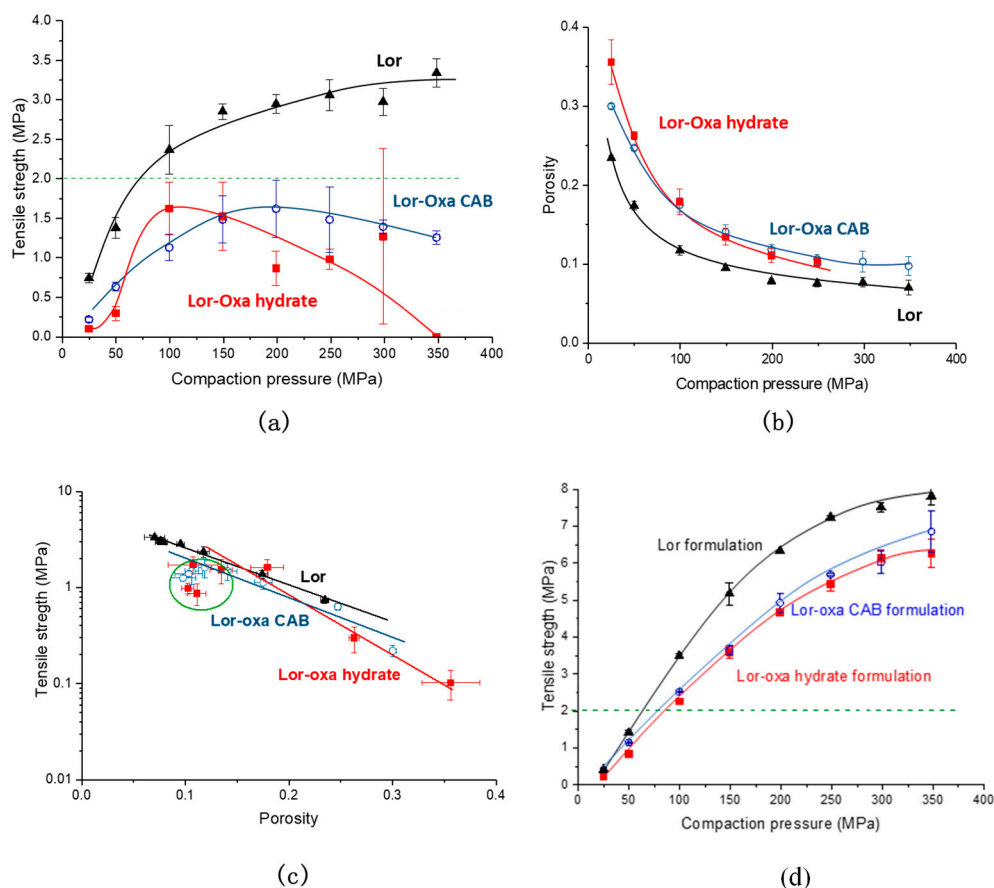 4.0
3.5
3.0
2.5
2.0
1.5
1.0
0.5
0.0
Tensile stregth (MPa)
Lor
Lor-Oxa CAB
Lor-Oxa hydrate
0 50 100 150 200 250 300 350 400
Compaction pressure (MPa)
(a)
0.4
0.3
0.2
0.1
0.0
Porosity
Lor-Oxa hydrate
Lor-Oxa CAB
Lor
0 100 200 300 400
Compaction pressure (MPa)
(b)
10
1
0.1
0.01
Tensile stregth (MPa)
Lor
Lor-oxa CAB
Lor-oxa hydrate
0.0 0.1 0.2 0.3 0.4
Porosity
(c)
8
7
6
5
4
3
2
1
0
Tensile stregth (MPa)
Lor formulation
Lor-oxa CAB formulation
Lor-oxa hydrate formulation
0 50 100 150 200 250 300 350 400
Compaction pressure (MPa)
(d)